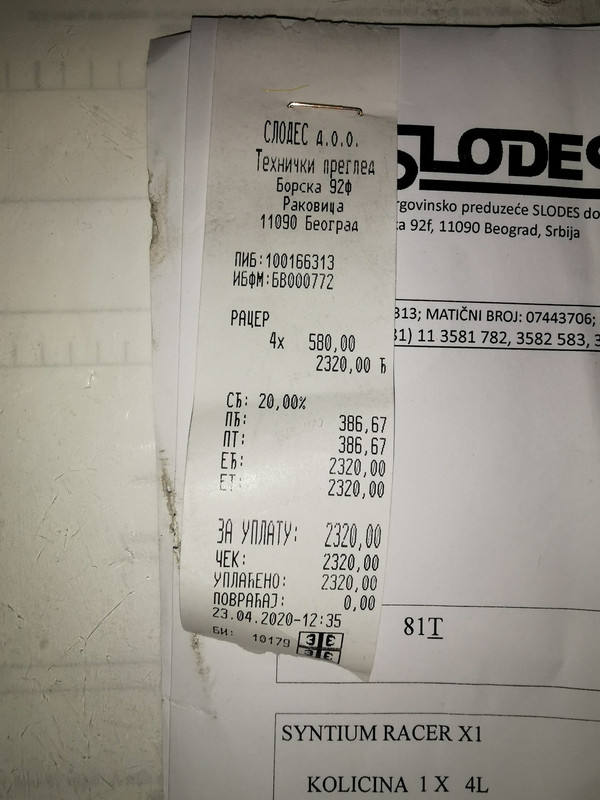 СЛОДЕС д.о.о.
Технички преглед
Борска 92ф
Раковица
11090 Београд
ПИБ:100166313
ИБФМ:БВ000772
РАЦЕР
4x 580,00
2320,00 Ђ
СЂ: 20,00%
ПЂ: 386,67
ПТ: 386,67
ЕЂ: 2320,00
ЕТ: 2320,00
ЗА УПЛАТУ: 2320,00
ЧЕК: 2320,00
УПЛАЋЕНО: 2320,00
ПОВРАЋАЈ: 0,00
23.04.2020-12:35
БИ: 10179
SLODES
rgovinsko preduzeće SLODES do
ka 92f, 11090 Beograd, Srbija
313; MATIČNI BROJ: 07443706;
81) 11 3581 782, 3582 583, 3
81T
SYNTIUM RACER X1
KOLICINA 1 X 4L